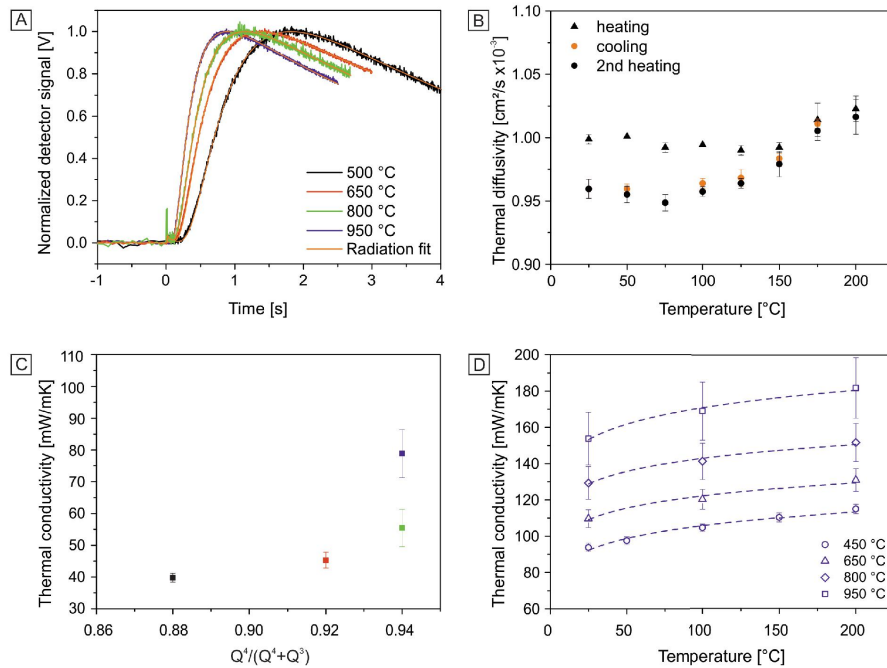 A
Normalized detector signal [V]
1.0
0.8
0.6
0.4
0.2
0.0
-1 0 1 2 3 4
Time [s]
500 °C
650 °C
800 °C
950 °C
Radiation fit
B
Thermal diffusivity [cm²/s x10⁻³]
1.10
1.05
1.00
0.95
0.90
0 50 100 150 200
Temperature [°C]
heating
cooling
2nd heating
C
Thermal conductivity [mW/mK]
110
100
90
80
70
60
50
40
30
0.86 0.88 0.90 0.92 0.94
Q⁴/(Q⁴+Q³)
D
Thermal conductivity [mW/mK]
200
180
160
140
120
100
80
60
0 50 100 150 200
Temperature [°C]
450 °C
650 °C
800 °C
950 °C